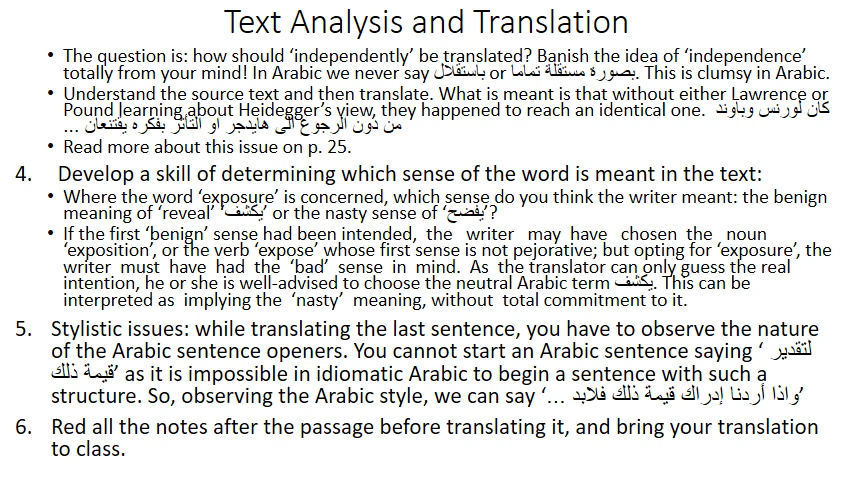 Text Analysis and Translation
• The question is: how should ‘independently’ be translated? Banish the idea of ‘independence’
totally from your mind! In Arabic we never say باستقلال or بصورة مستقلة تماما. This is clumsy in Arabic.
• Understand the source text and then translate. What is meant is that without either Lawrence or
Pound learning about Heidegger’s view, they happened to reach an identical one. كان لورنس وباوند
من دون الرجوع الى هايدجر او التأثر بفكره يقتنعان ...
• Read more about this issue on p. 25.
4. Develop a skill of determining which sense of the word is meant in the text:
• Where the word ‘exposure’ is concerned, which sense do you think the writer meant: the benign
meaning of ‘reveal’ ‘يكشف’ or the nasty sense of ‘يفضح’?
• If the first ‘benign’ sense had been intended, the writer may have chosen the noun
‘exposition’, or the verb ‘expose’ whose first sense is not pejorative; but opting for ‘exposure’, the
writer must have had the ‘bad’ sense in mind. As the translator can only guess the real
intention, he or she is well-advised to choose the neutral Arabic term يكشف. This can be
interpreted as implying the ‘nasty’ meaning, without total commitment to it.
5. Stylistic issues: while translating the last sentence, you have to observe the nature
of the Arabic sentence openers. You cannot start an Arabic sentence saying ‘ لتقدير
قيمة ذلك’ as it is impossible in idiomatic Arabic to begin a sentence with such a
structure. So, observing the Arabic style, we can say ‘... واذا أردنا إدراك قيمة ذلك فلابد’
6. Red all the notes after the passage before translating it, and bring your translation
to class.